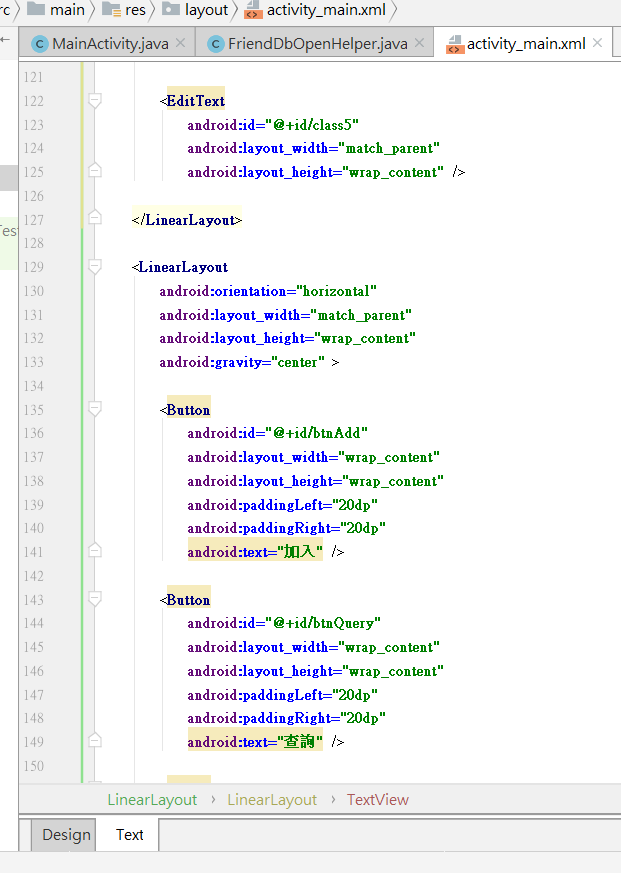 rc main res layout activity_main.xml
MainActivity.java FriendDbOpenHelper.java activity_main.xml
121
122 <EditText
123 android:id="@+id/class5"
124 android:layout_width="match_parent"
125 android:layout_height="wrap_content" />
126
127 </LinearLayout>
128
129 <LinearLayout
130 android:orientation="horizontal"
131 android:layout_width="match_parent"
132 android:layout_height="wrap_content"
133 android:gravity="center" >
134
135 <Button
136 android:id="@+id/btnAdd"
137 android:layout_width="wrap_content"
138 android:layout_height="wrap_content"
139 android:paddingLeft="20dp"
140 android:paddingRight="20dp"
141 android:text="加入" />
142
143 <Button
144 android:id="@+id/btnQuery"
145 android:layout_width="wrap_content"
146 android:layout_height="wrap_content"
147 android:paddingLeft="20dp"
148 android:paddingRight="20dp"
149 android:text="查詢" />
150
LinearLayout › LinearLayout › TextView
Design Text